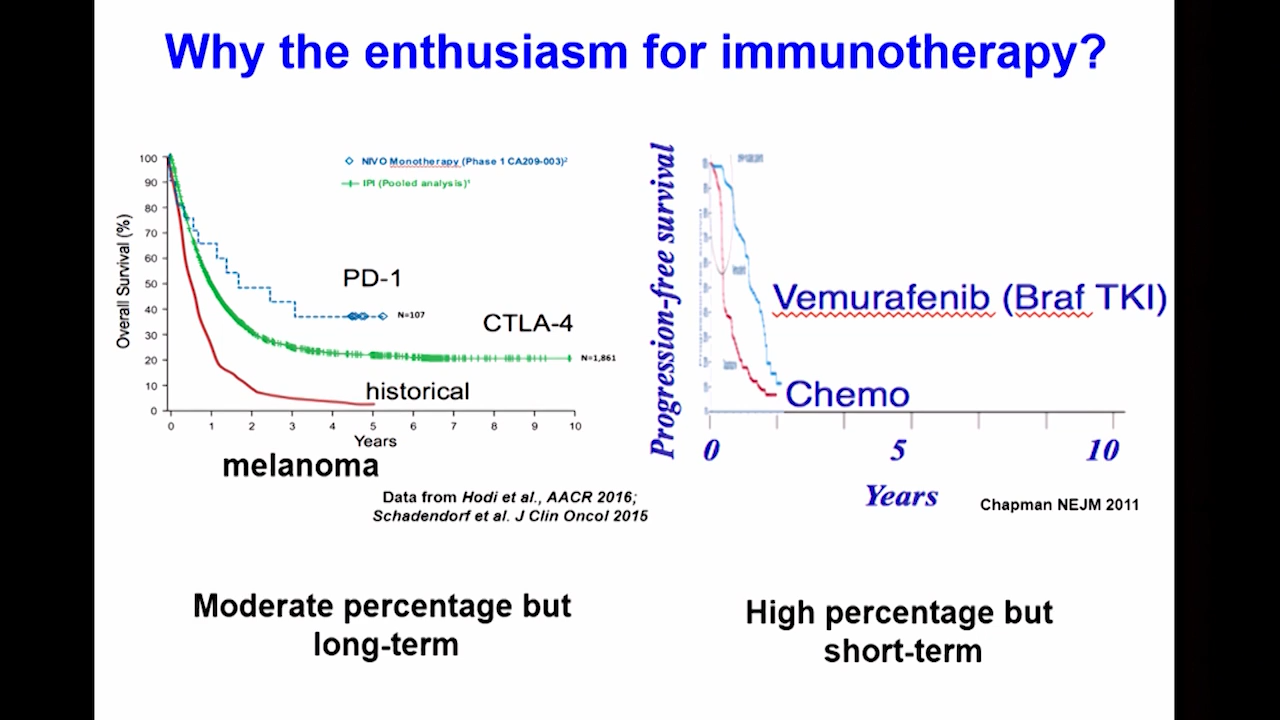 Why the enthusiasm for immunotherapy?
NIVO Monotherapy (Phase 1 CA209-003)²
IPI (Pooled analysis)¹
Overall Survival (%)
100
90
80
70
60
50
40
30
20
10
0
PD-1
N=107
CTLA-4
N=1,861
historical
0 1 2 3 4 5 6 7 8 9 10
Years
melanoma
Data from Hodi et al., AACR 2016;
Schadendorf et al. J Clin Oncol 2015
Moderate percentage but
long-term
Progression-free survival
Vemurafenib (Braf TKI)
Chemo
0 5 10
Years
Chapman NEJM 2011
High percentage but
short-term